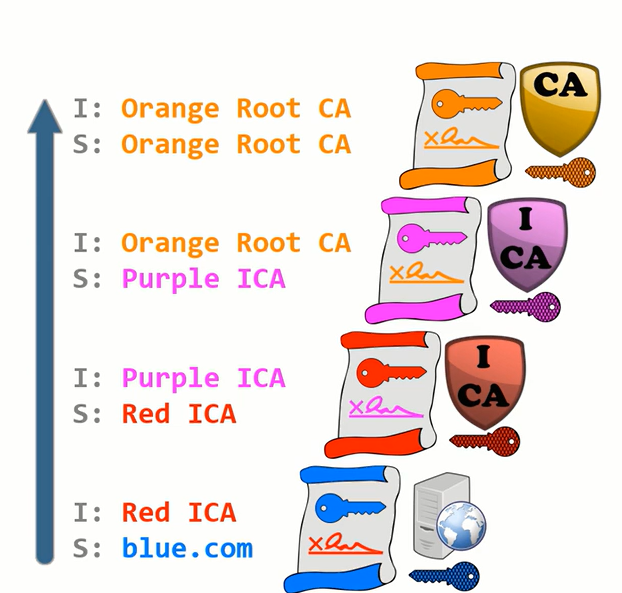 CA
I: Orange Root CA
S: Orange Root CA
I
CA
I: Orange Root CA
S: Purple ICA
I
CA
I: Purple ICA
S: Red ICA
I: Red ICA
S: blue.com